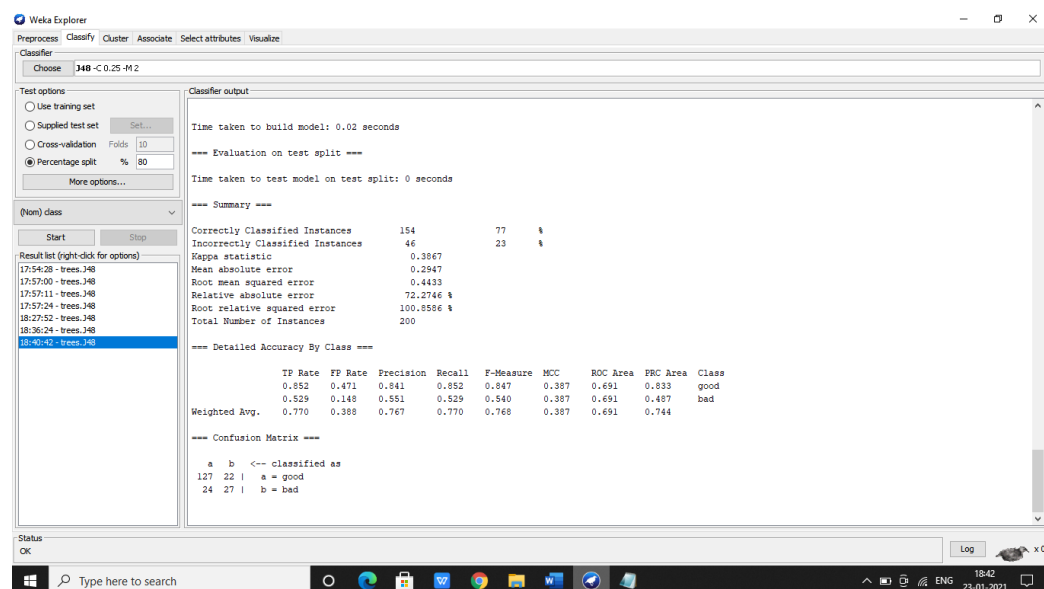 Weka Explorer
Preprocess Classify Cluster Associate Select attributes Visualize
Classifier
Choose J48 -C 0.25 -M 2
Test options
Use training set
Supplied test set Set...
Cross-validation Folds 10
Percentage split % 80
More options...
(Nom) class
Start Stop
Result list (right-click for options)
17:54:28 - trees.J48
17:57:00 - trees.J48
17:57:11 - trees.J48
17:57:24 - trees.J48
18:27:52 - trees.J48
18:36:24 - trees.J48
18:40:42 - trees.J48
Classifier output
Time taken to build model: 0.02 seconds
=== Evaluation on test split ===
Time taken to test model on test split: 0 seconds
=== Summary ===
Correctly Classified Instances 154 77 %
Incorrectly Classified Instances 46 23 %
Kappa statistic 0.3867
Mean absolute error 0.2947
Root mean squared error 0.4433
Relative absolute error 72.2746 %
Root relative squared error 100.8586 %
Total Number of Instances 200
=== Detailed Accuracy By Class ===
TP Rate FP Rate Precision Recall F-Measure MCC ROC Area PRC Area Class
0.852 0.471 0.841 0.852 0.847 0.387 0.691 0.833 good
0.529 0.148 0.551 0.529 0.540 0.387 0.691 0.487 bad
Weighted Avg. 0.770 0.388 0.767 0.770 0.768 0.387 0.691 0.744
=== Confusion Matrix ===
a b <-- classified as
127 22 | a = good
24 27 | b = bad
Status
OK
Log x 0
Type here to search
ENG
18:42
23-01-2021